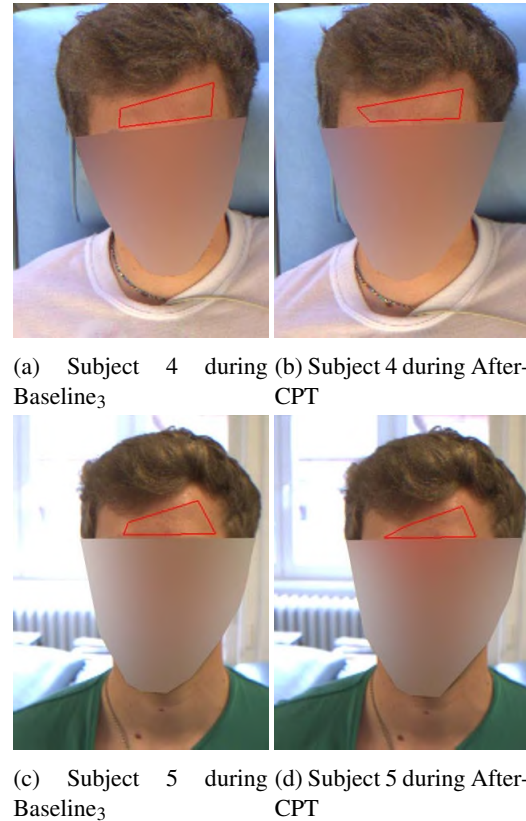 (a) Subject 4 during
Baseline3
(b) Subject 4 during After-
CPT
(c) Subject 5 during
Baseline3
(d) Subject 5 during After-
CPT